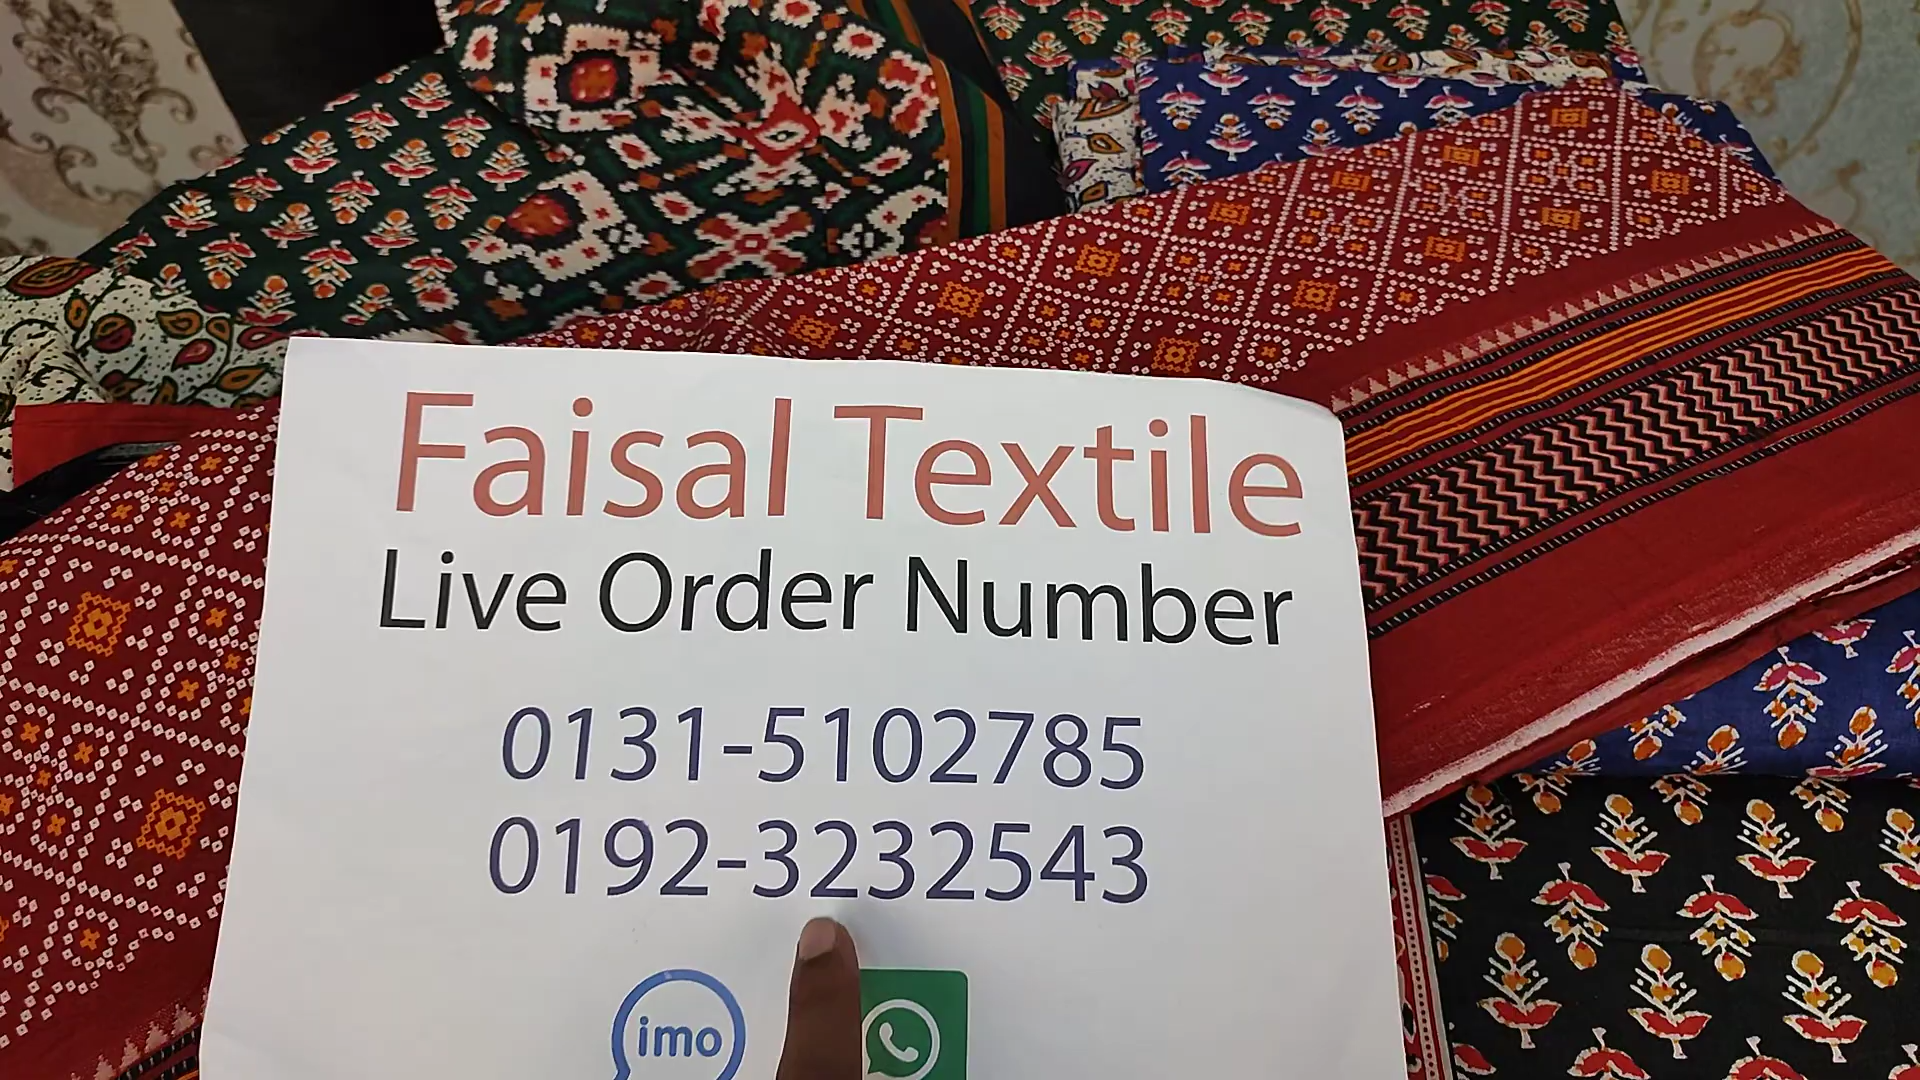 Faisal Textile
Live Order Number
0131-5102785
0192-3232543
imo